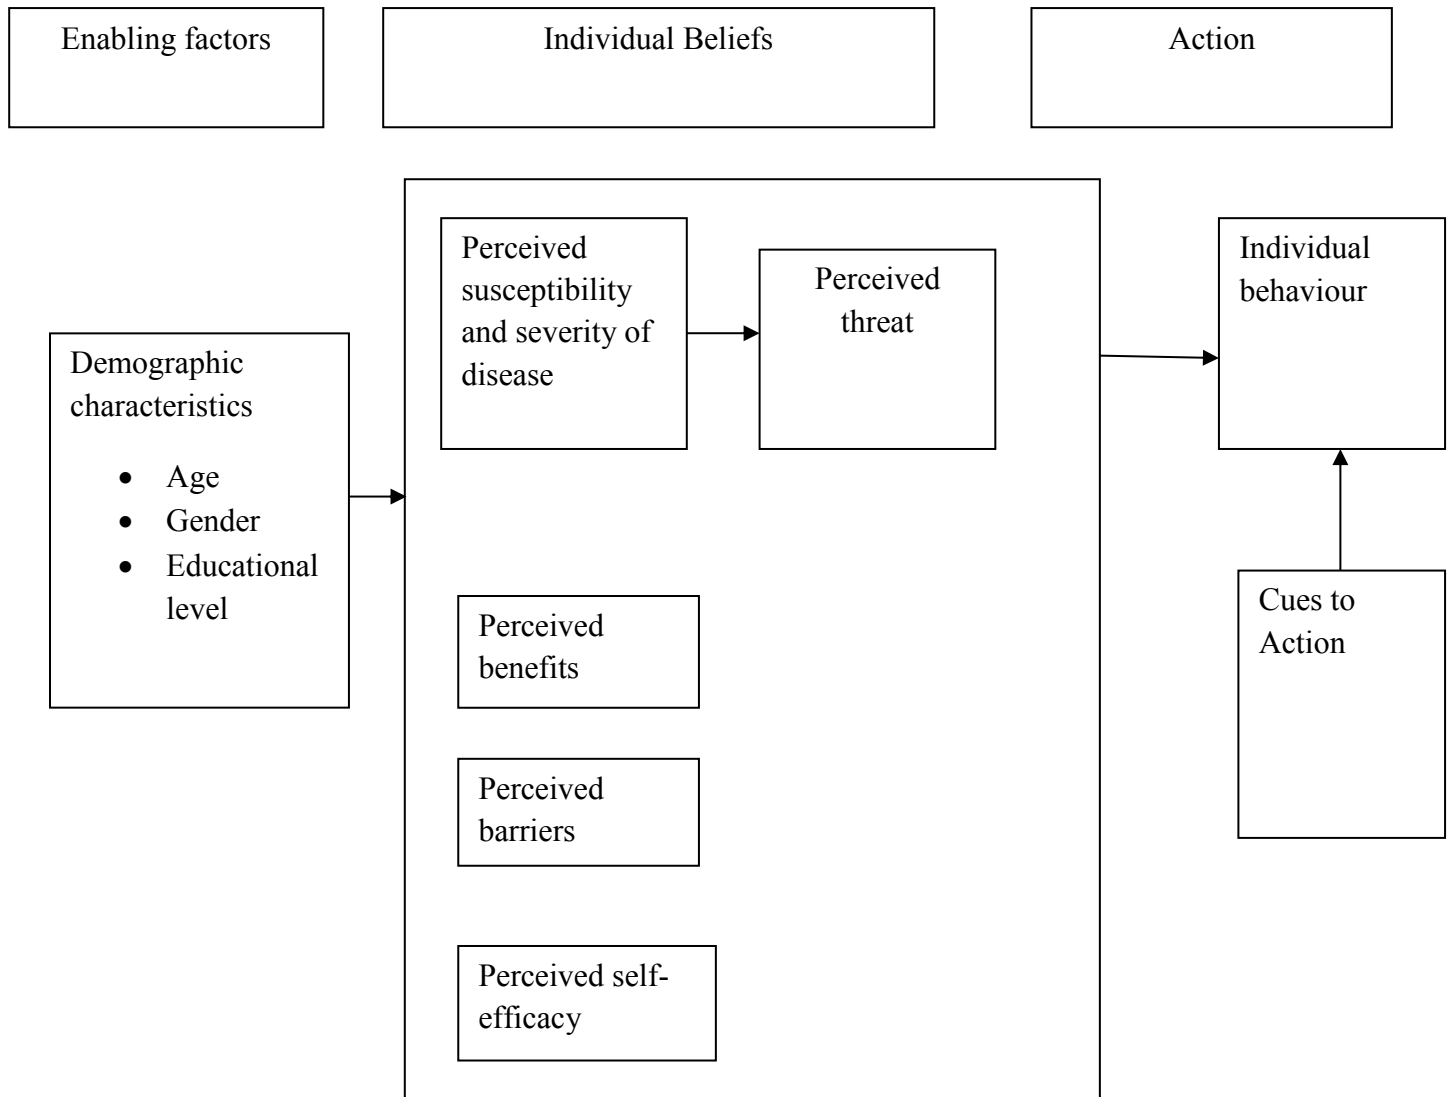 Enabling factors
Individual Beliefs
Action
Demographic
characteristics
• Age
• Gender
• Educational
level
Perceived
susceptibility
and severity of
disease
Perceived
threat
Perceived
benefits
Perceived
barriers
Perceived self-
efficacy
Individual
behaviour
Cues to
Action